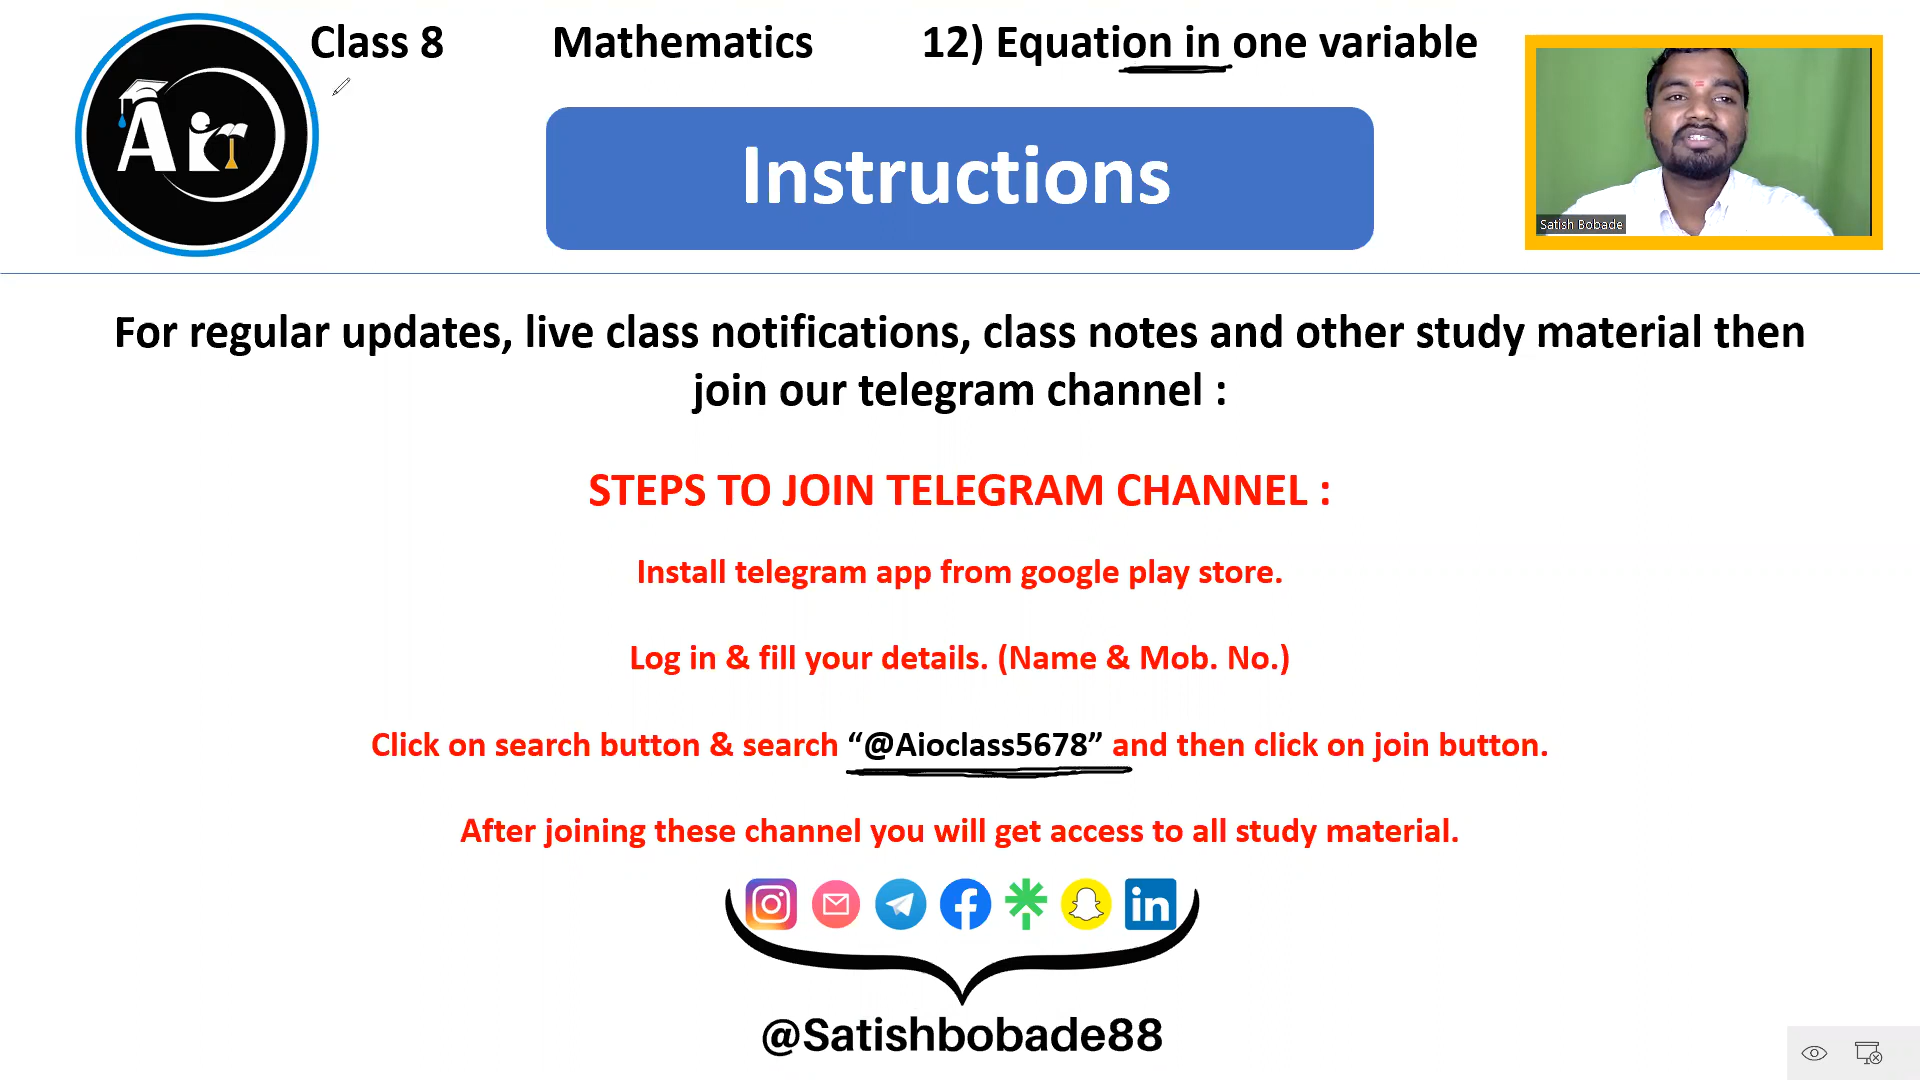 Class 8 Mathematics 12) Equation in one variable
Air
Instructions
Satish Bobade
For regular updates, live class notifications, class notes and other study material then
join our telegram channel :
STEPS TO JOIN TELEGRAM CHANNEL :
Install telegram app from google play store.
Log in & fill your details. (Name & Mob. No.)
Click on search button & search “@Aioclass5678” and then click on join button.
After joining these channel you will get access to all study material.
in
@Satishbobade88